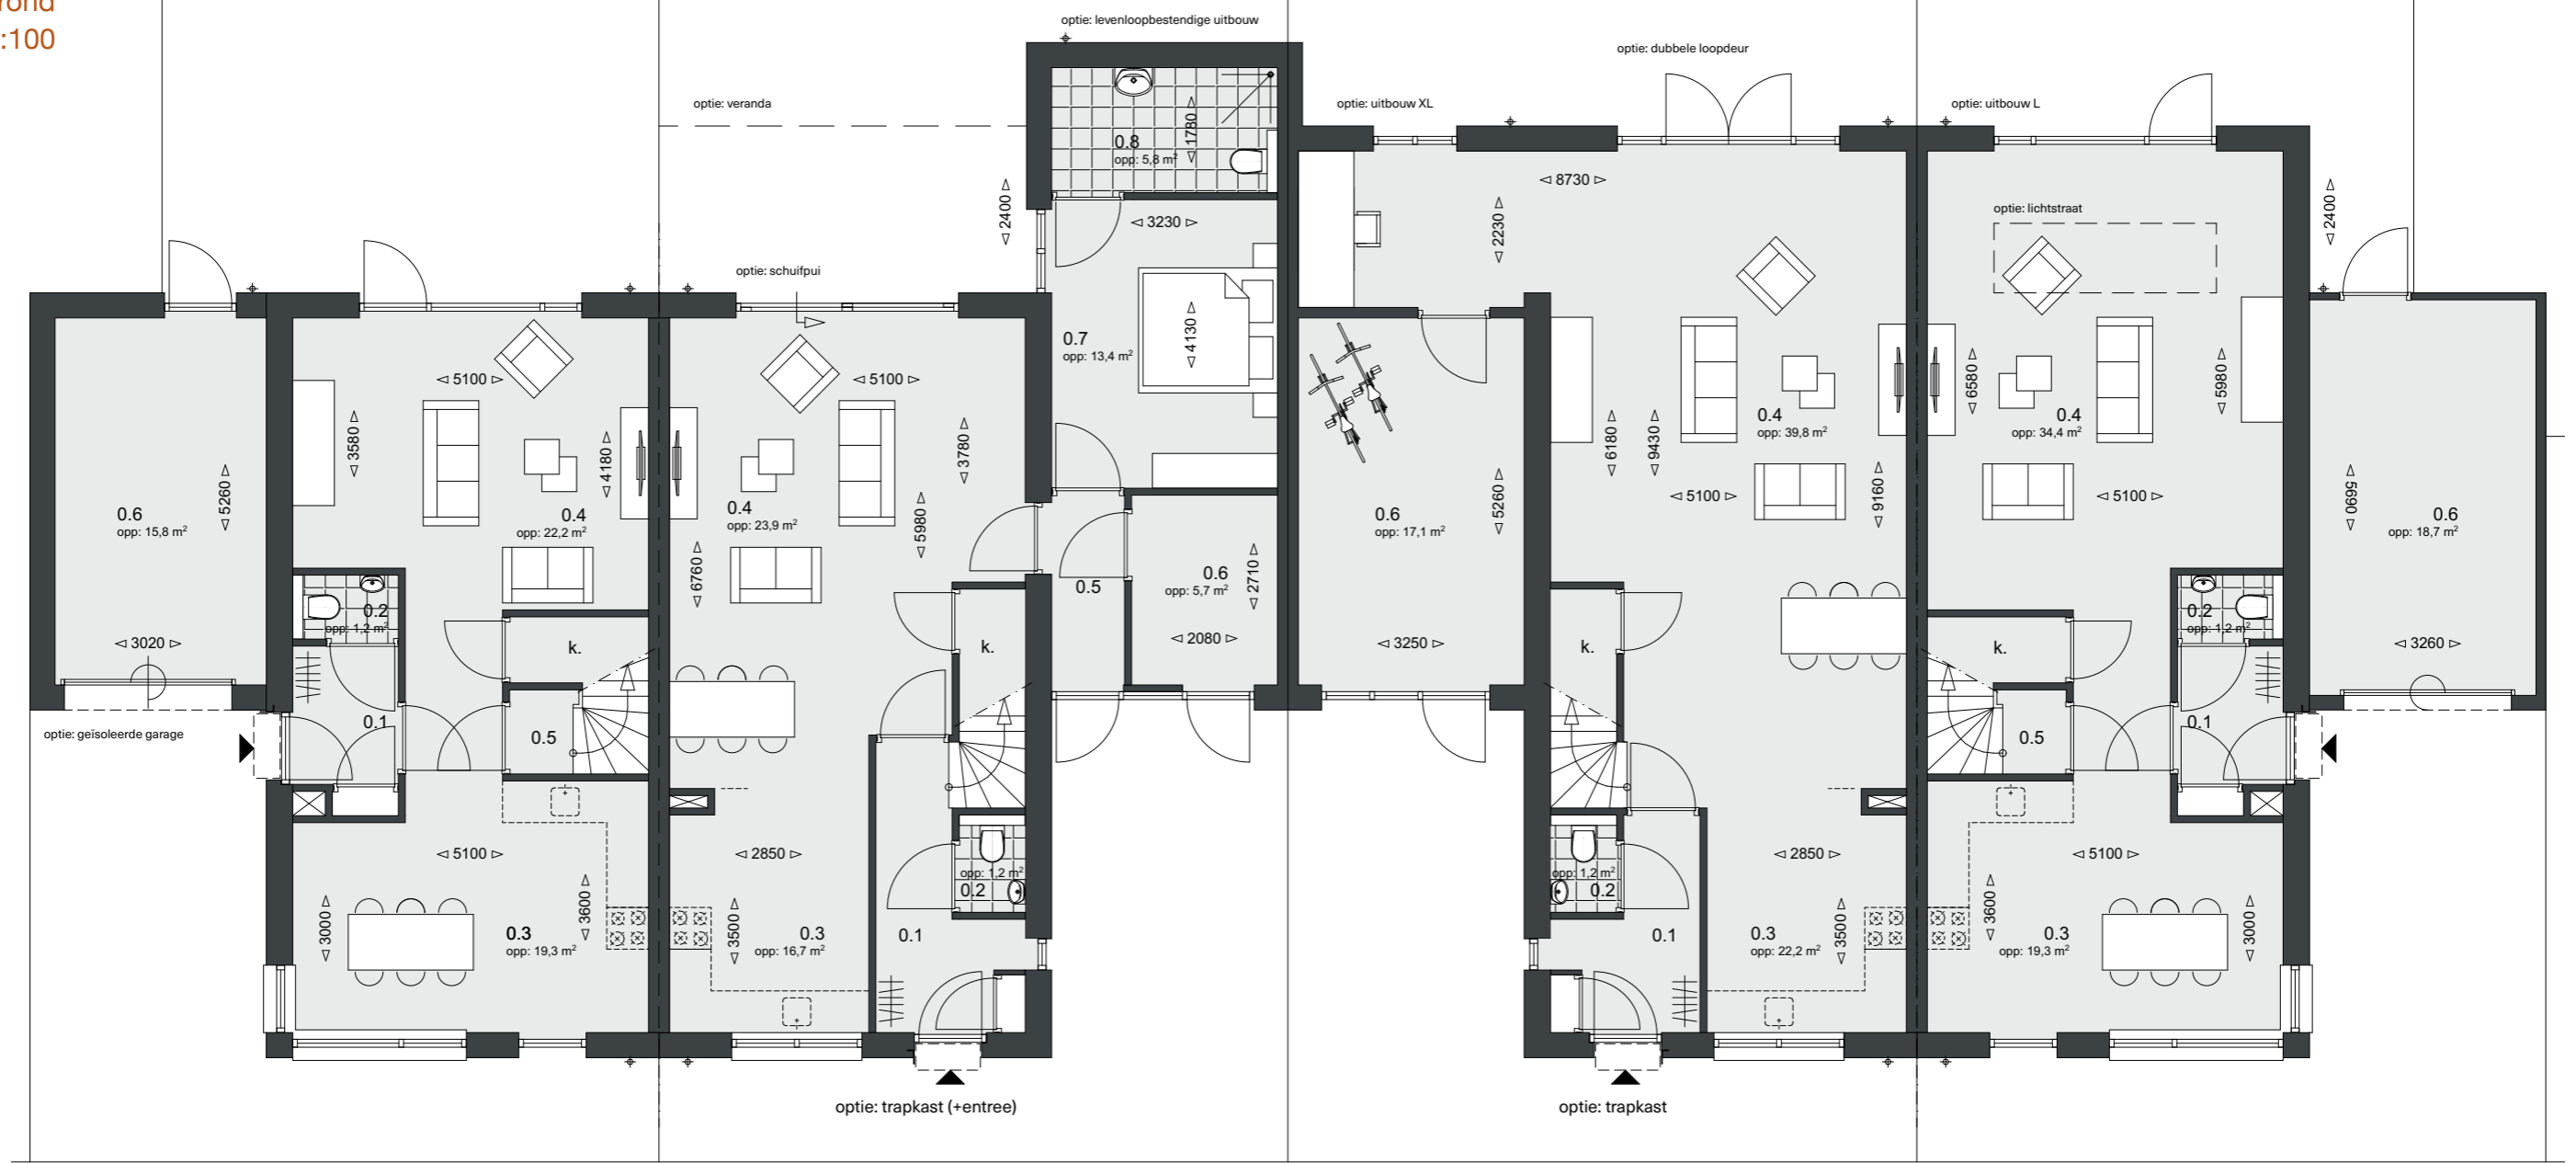 rond
:100
optie: levenloopbestendige uitbouw
optie: dubbele loopdeur
optie: veranda
optie: uitbouw XL
optie: uitbouw L
0.8
opp: 5,8 m²
1780
2400
3230
8730
2230
optie: lichtstraat
2400
optie: schuifpui
0.7
opp: 13,4 m²
4130
5100
5100
3580
4180
3780
6180
9430
0.4
opp: 39,8 m²
6580
0.4
opp: 34,4 m²
5980
0.6
opp: 15,8 m²
5260
0.4
opp: 22,2 m²
0.4
opp: 23,9 m²
5980
6760
0.6
opp: 17,1 m²
5260
5100
9160
5100
5690
0.6
opp: 18,7 m²
0.5
0.6
opp: 5,7 m²
2710
2080
0.2
opp: 1,2 m²
0.2
opp: 1,2 m²
3020
k.
k.
3250
k.
k.
3260
optie: geïsoleerde garage
0.1
0.5
0.5
0.1
5100
2850
2850
5100
3000
3600
0.3
opp: 19,3 m²
3500
0.3
opp: 16,7 m²
opp: 1,2 m²
0.2
0.1
opp: 1,2 m²
0.2
0.1
0.3
opp: 22,2 m²
3500
3600
0.3
opp: 19,3 m²
3000
optie: trapkast (+entree)
optie: trapkast